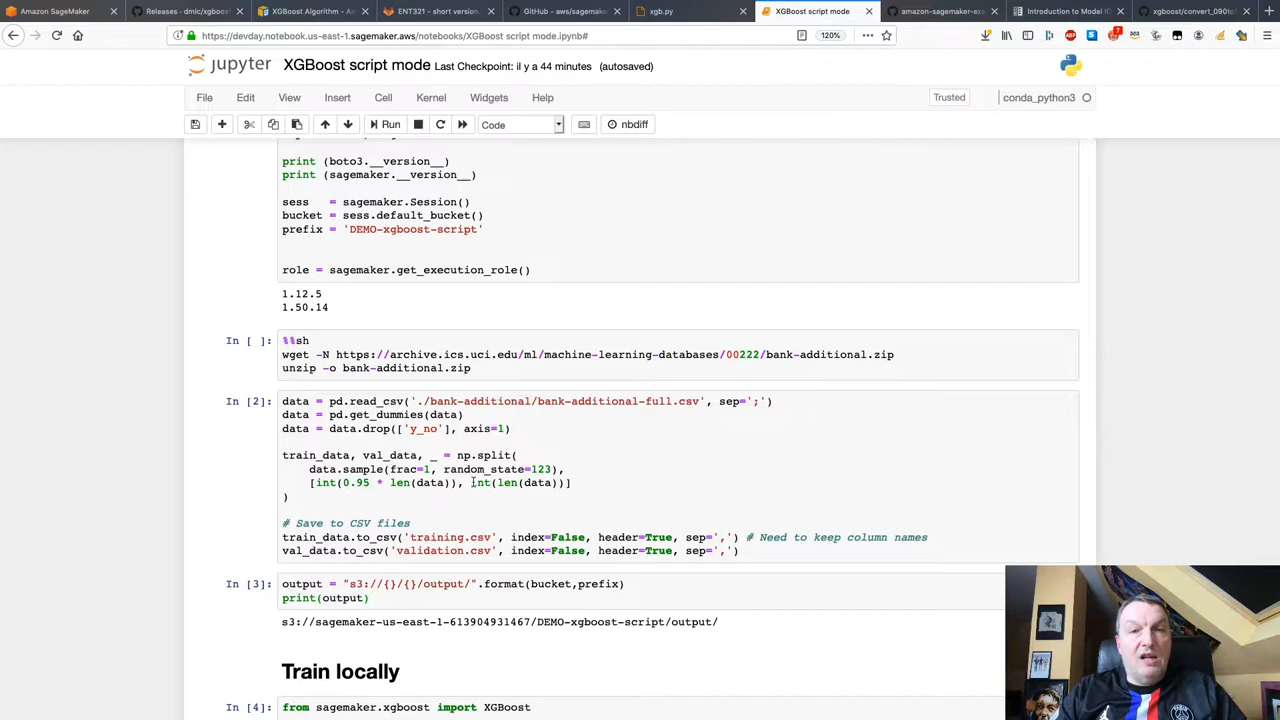 Amazon SageMaker
Releases · dmlc/xgboost
XGBoost Algorithm - Am
ENT321 - short version.
GitHub - aws/sagemake
xgb.py
XGBoost script mode
amazon-sagemaker-exa
Introduction to Model IO
xgboost/convert_090to1
https://devday.notebook.us-east-1.sagemaker.aws/notebooks/XGBoost script mode.ipynb#
120%
jupyter XGBoost script mode Last Checkpoint: il y a 44 minutes (autosaved)
File Edit View Insert Cell Kernel Widgets Help
Trusted
conda_python3
Run
Code
nbdiff
print (boto3.__version__)
print (sagemaker.__version__)
sess = sagemaker.Session()
bucket = sess.default_bucket()
prefix = 'DEMO-xgboost-script'
role = sagemaker.get_execution_role()
1.12.5
1.50.14
In [ ]: %%sh
wget -N https://archive.ics.uci.edu/ml/machine-learning-databases/00222/bank-additional.zip
unzip -o bank-additional.zip
In [2]: data = pd.read_csv('./bank-additional/bank-additional-full.csv', sep=';')
data = pd.get_dummies(data)
data = data.drop(['y_no'], axis=1)
train_data, val_data, _ = np.split(
data.sample(frac=1, random_state=123),
[int(0.95 * len(data)), int(len(data))]
)
# Save to CSV files
train_data.to_csv('training.csv', index=False, header=True, sep=',') # Need to keep column names
val_data.to_csv('validation.csv', index=False, header=True, sep=',')
In [3]: output = "s3://{}/{}/output/".format(bucket,prefix)
print(output)
s3://sagemaker-us-east-1-613904931467/DEMO-xgboost-script/output/
Train locally
In [4]: from sagemaker.xgboost import XGBoost